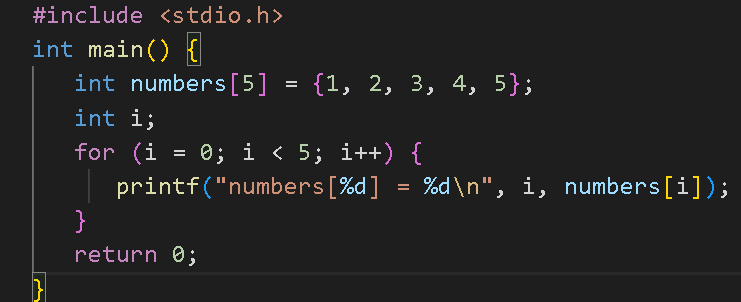 #include <stdio.h>
int main() {
   int numbers[5] = {1, 2, 3, 4, 5};
   int i;
   for (i = 0; i < 5; i++) {
      printf("numbers[%d] = %d\n", i, numbers[i]);
   }
   return 0;
}